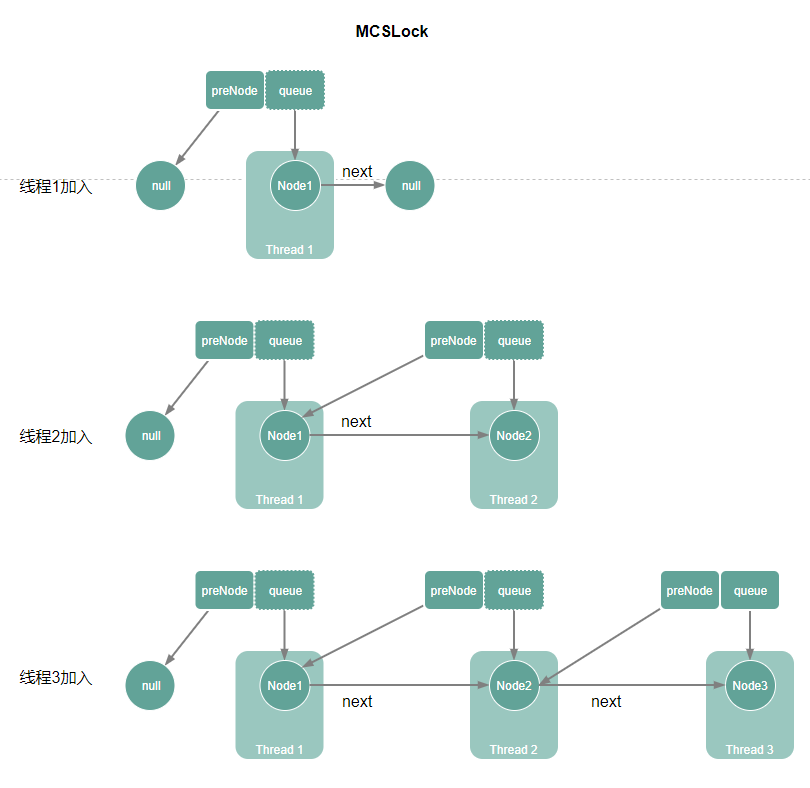 MCSLock
preNode queue
线程1加入 null Node1 next null
Thread 1
preNode queue preNode queue
线程2加入 null Node1 next Node2
Thread 1 Thread 2
preNode queue preNode queue preNode queue
线程3加入 null Node1 next Node2 next Node3
Thread 1 Thread 2 Thread 3